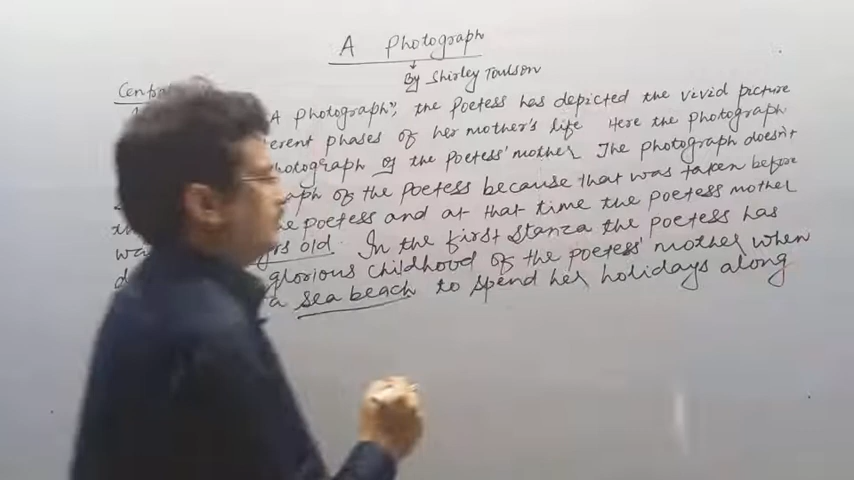 A Photograph
By Shirley Toulson
A Photograph", the Poetess has depicted the vivid picture
phases of her mother's life Here the photograph
photograph of the Poetess' mother The photograph doesn't
of the Poetess because that was taken before
the poetess and at that time the poetess mother
wa old. In the first stanza the poetess has
glorious childhood of the poetess' mother when
a sea beach to spend her holidays along